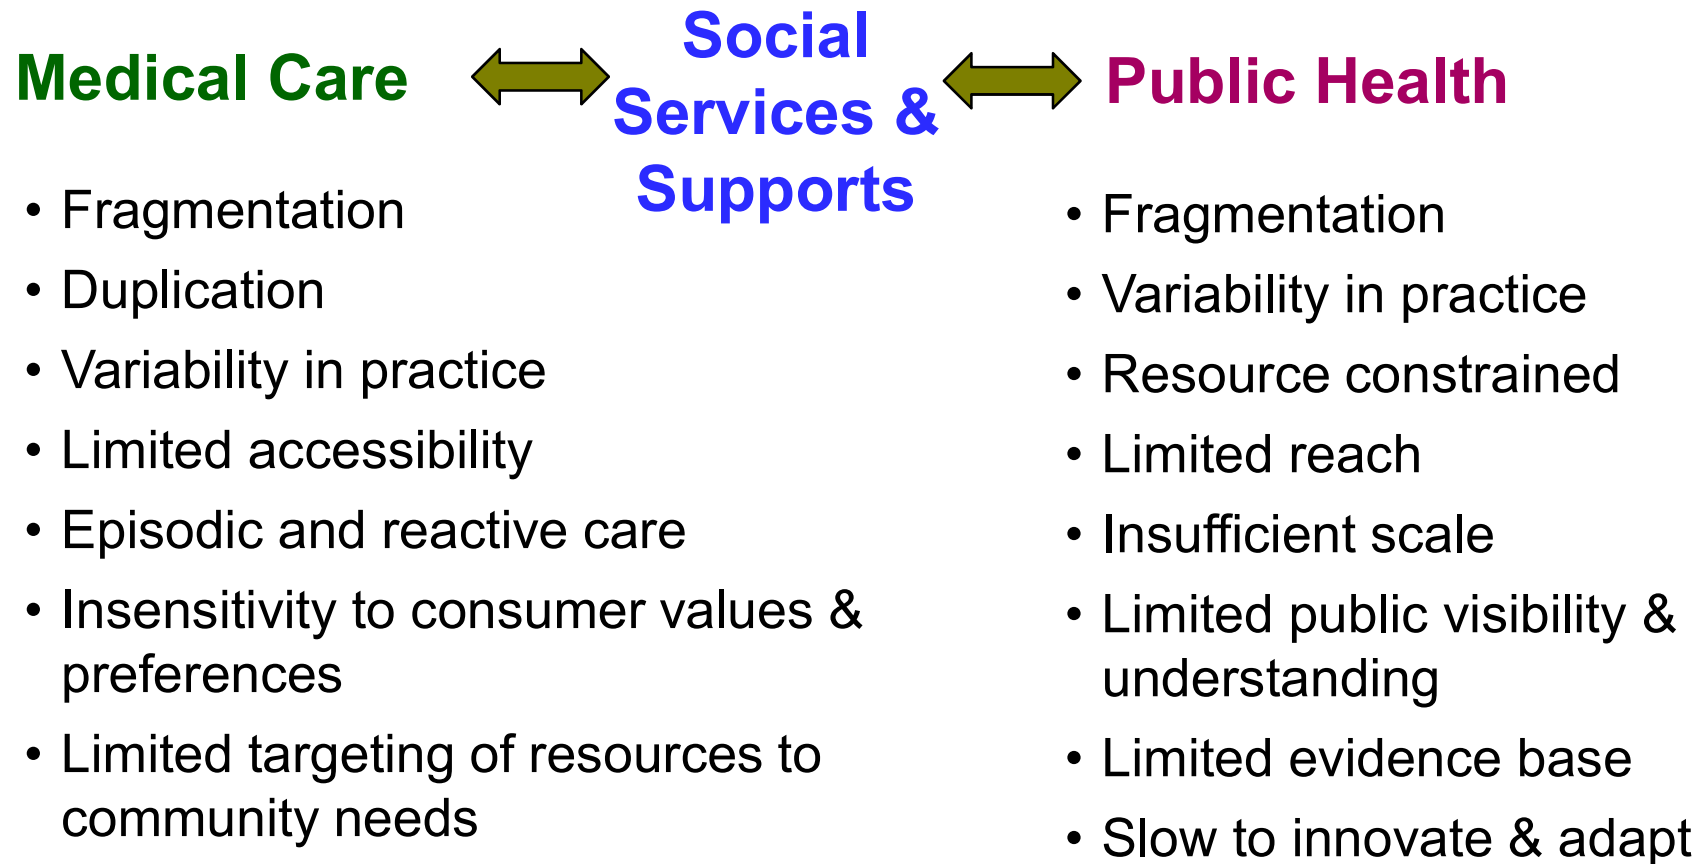 Medical Care
Social
Services &
Supports
Public Health
• Fragmentation
• Duplication
• Variability in practice
• Limited accessibility
• Episodic and reactive care
• Insensitivity to consumer values &
preferences
• Limited targeting of resources to
community needs
• Fragmentation
• Variability in practice
• Resource constrained
• Limited reach
• Insufficient scale
• Limited public visibility &
understanding
• Limited evidence base
• Slow to innovate & adapt